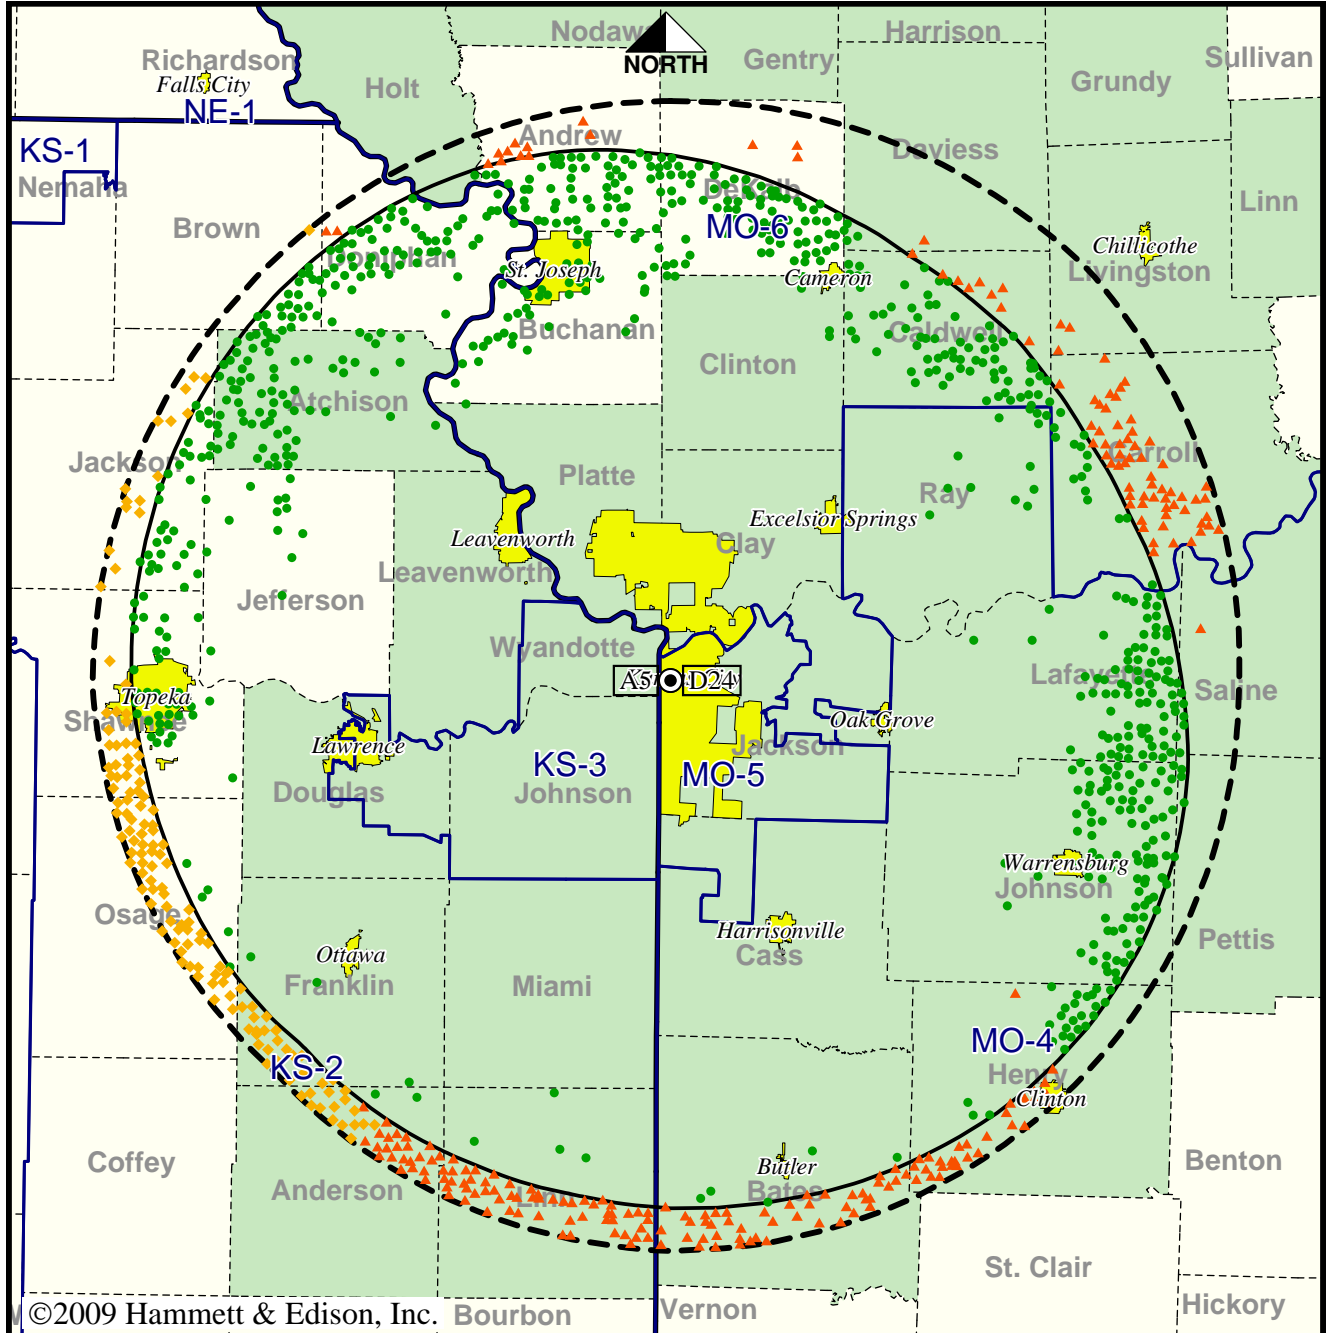 Nodaw
Harrison
Richardson
NORTH
Gentry
Sullivan
Falls City
Holt
Grundy
NE-1
Andrew
KS-1
Daviess
Nemaha
DeKalb
Linn
Brown
MO-6
Chillicothe
Doniphan
St. Joseph
Cameron
Livingston
Buchanan
Caldwell
Clinton
Atchison
Jackson
Carroll
Platte
Ray
Excelsior Springs
Leavenworth
Clay
Leavenworth
Jefferson
Wyandotte
Lafayette
A5
D24
Saline
Topeka
Shawnee
Oak Grove
Lawrence
Jackson
KS-3
MO-5
Douglas
Johnson
Warrensburg
Johnson
Osage
Harrisonville
Pettis
Ottawa
Cass
Franklin
Miami
MO-4
KS-2
Henry
Clinton
Coffey
Butler
Benton
Anderson
Linn
Bates
St. Clair
©2009 Hammett & Edison, Inc.
Bourbon
Vernon
Hickory